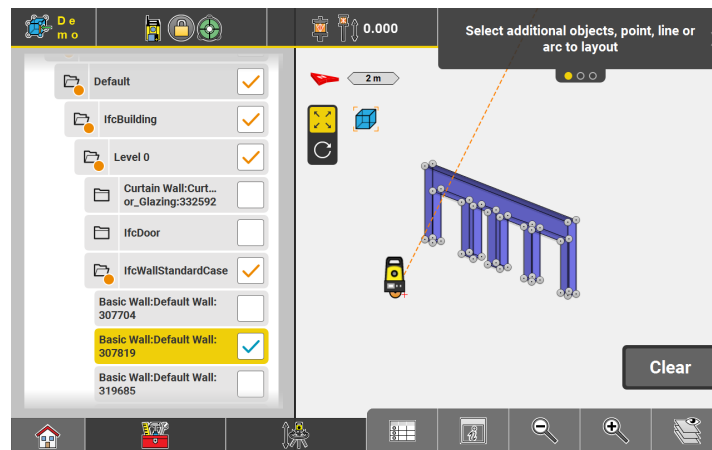 De
mo
0.000
Select additional objects, point, line or
arc to layout
2 m
Default
IfcBuilding
Level 0
Curtain Wall:Curt...
or_Glazing:332592
IfcDoor
IfcWallStandardCase
Basic Wall:Default Wall:
307704
Basic Wall:Default Wall:
307819
Basic Wall:Default Wall:
319685
Clear